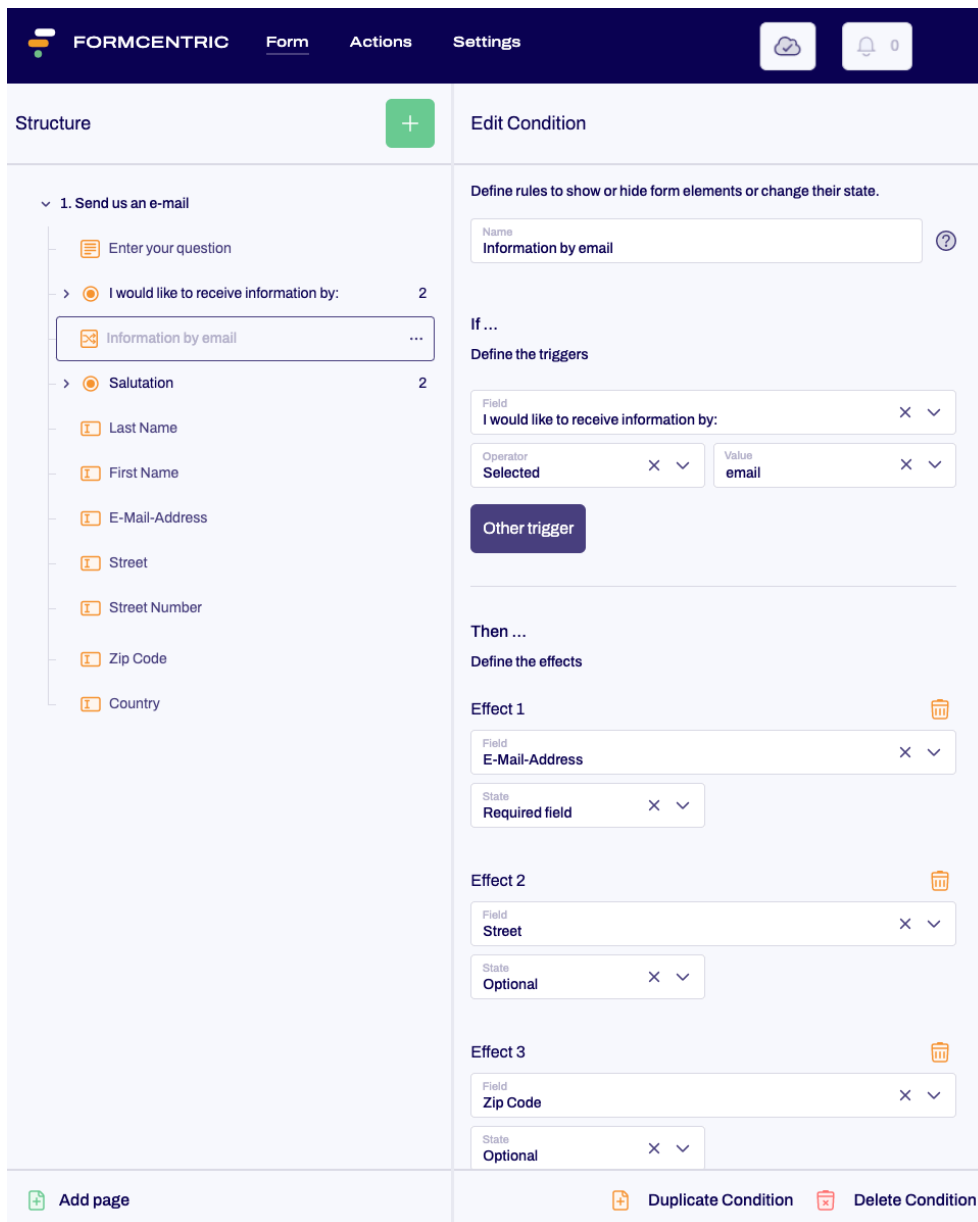 FORMCENTRIC Form Actions Settings 0
Structure
1. Send us an e-mail
Enter your question
I would like to receive information by: 2
Information by email ...
Salutation 2
Last Name
First Name
E-Mail-Address
Street
Street Number
Zip Code
Country
Add page
Edit Condition
Define rules to show or hide form elements or change their state.
Name
Information by email
If ...
Define the triggers
Field
I would like to receive information by:
Operator
Selected
Value
email
Other trigger
Then ...
Define the effects
Effect 1
Field
E-Mail-Address
State
Required field
Effect 2
Field
Street
State
Optional
Effect 3
Field
Zip Code
State
Optional
Duplicate Condition Delete Condition